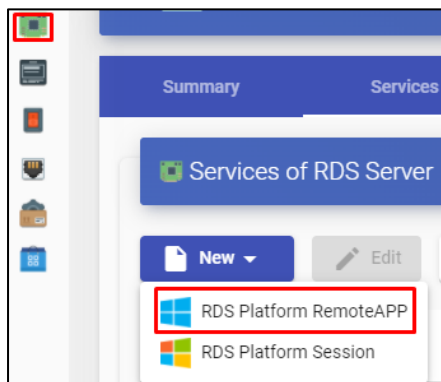 Summary
Services
Services of RDS Server
New
Edit
RDS Platform RemoteAPP
RDS Platform Session